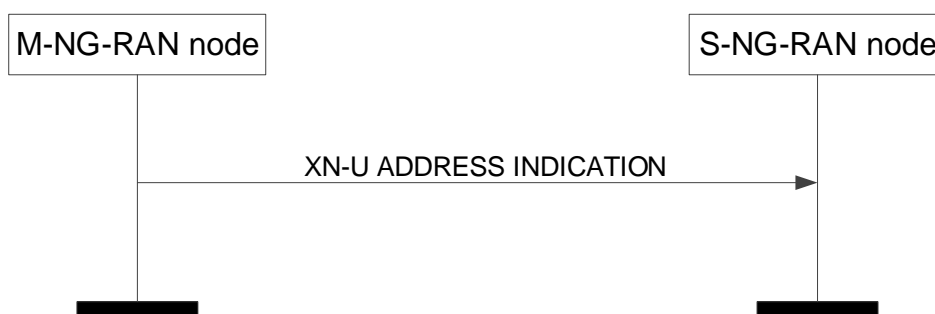 M-NG-RAN node
S-NG-RAN node
XN-U ADDRESS INDICATION